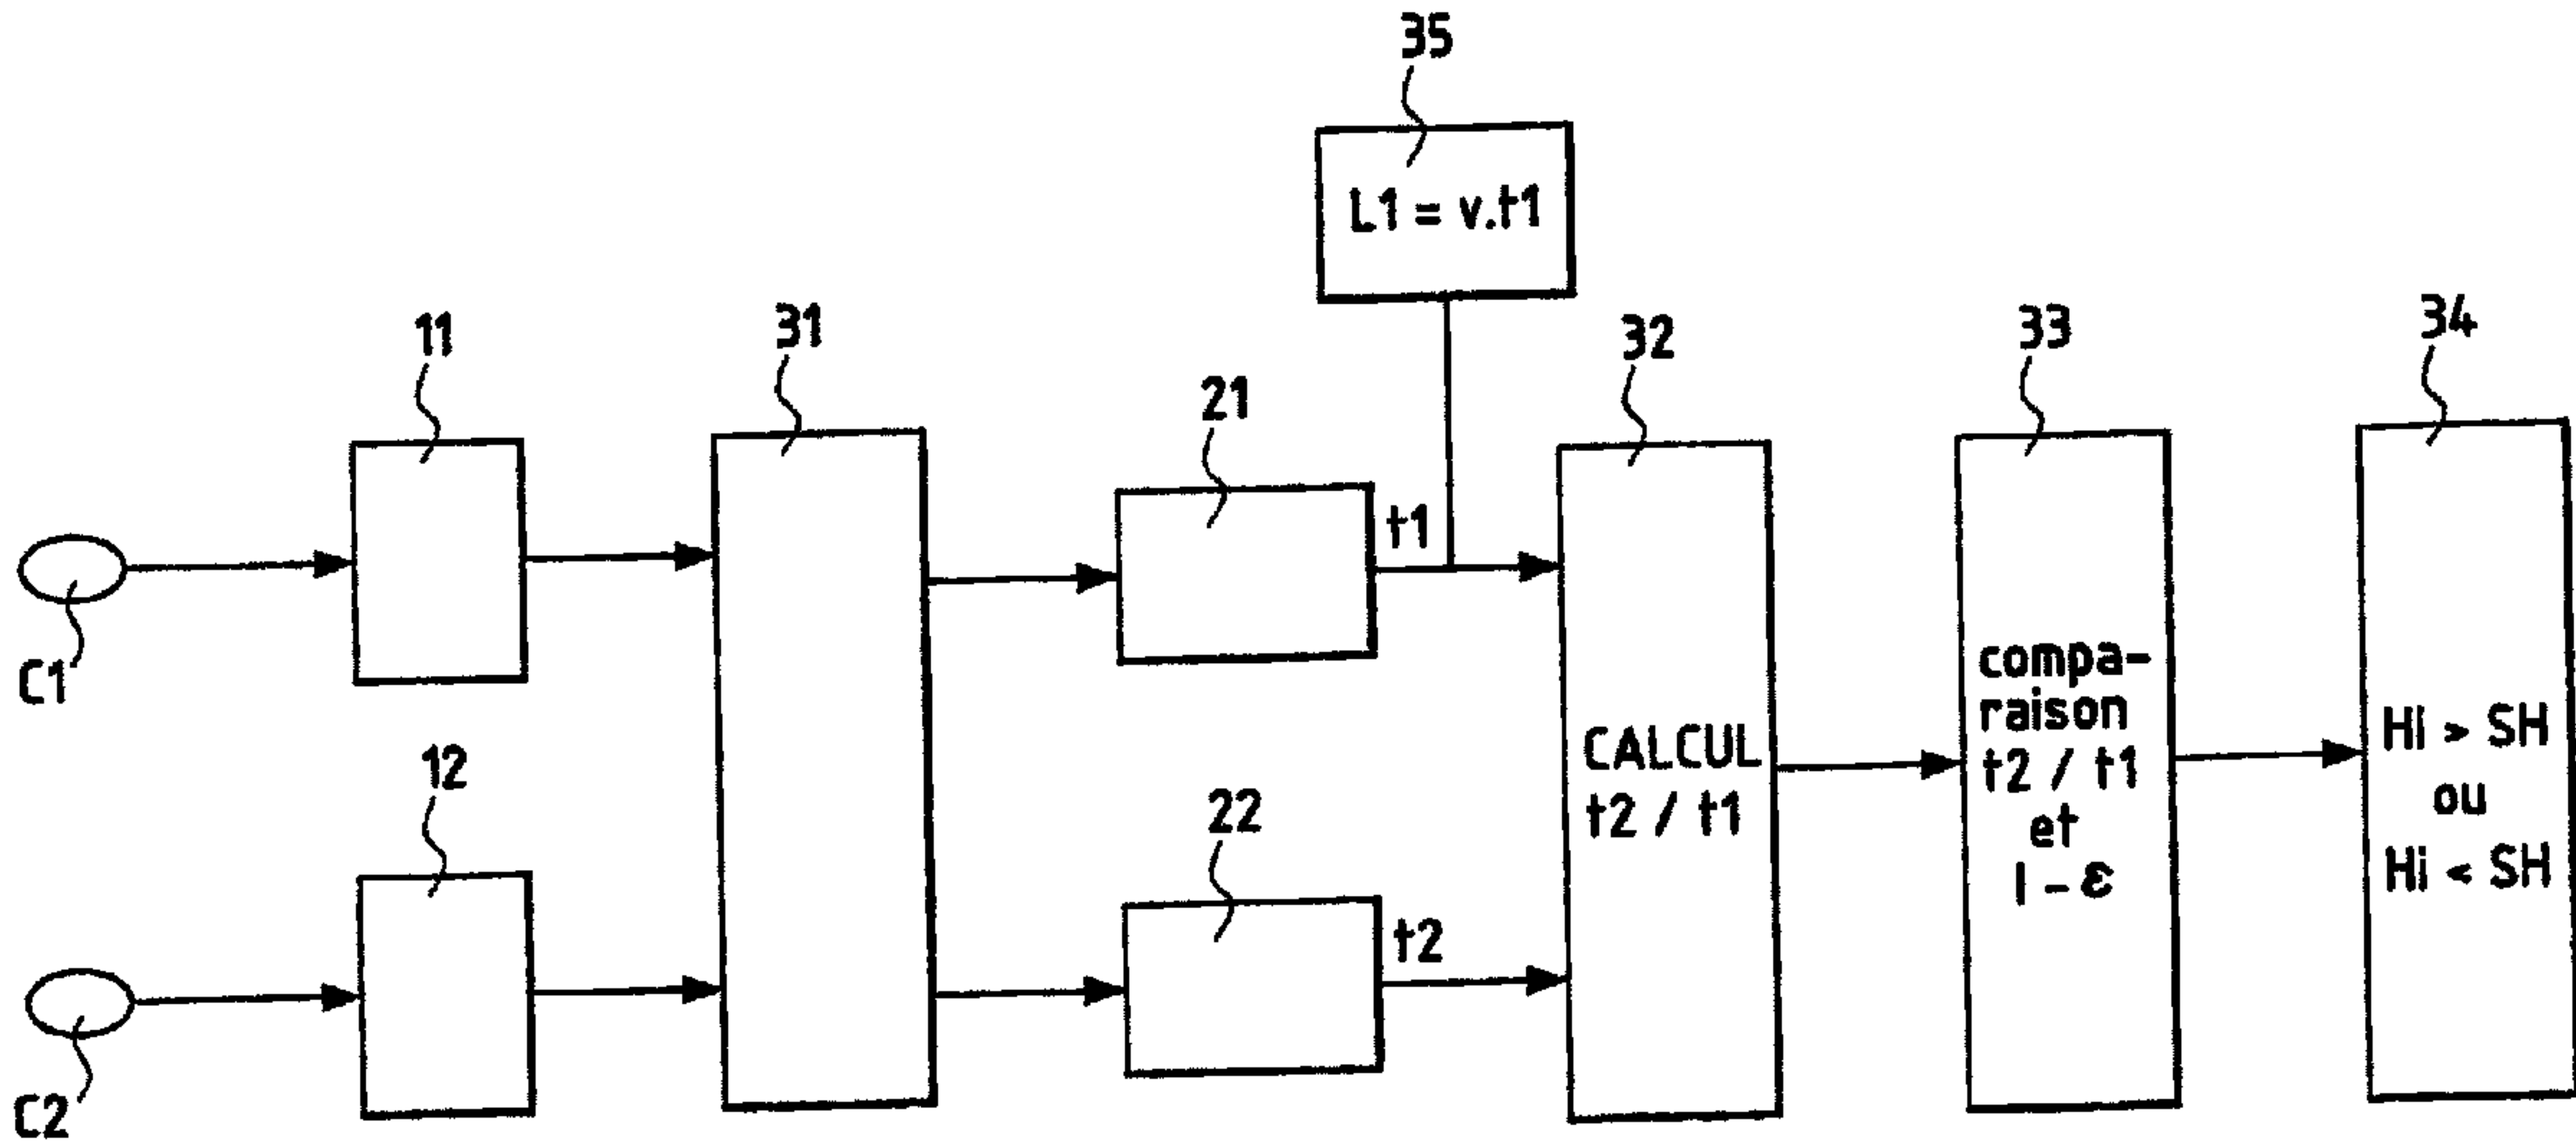 35
L1 = v.t1
11
31
32
33
34
21
t1
C1
12
22
t2
C2
CALCUL
t2 / t1
compa-
raison
t2 / t1
et
1 - ε
Hi > SH
ou
Hi < SH